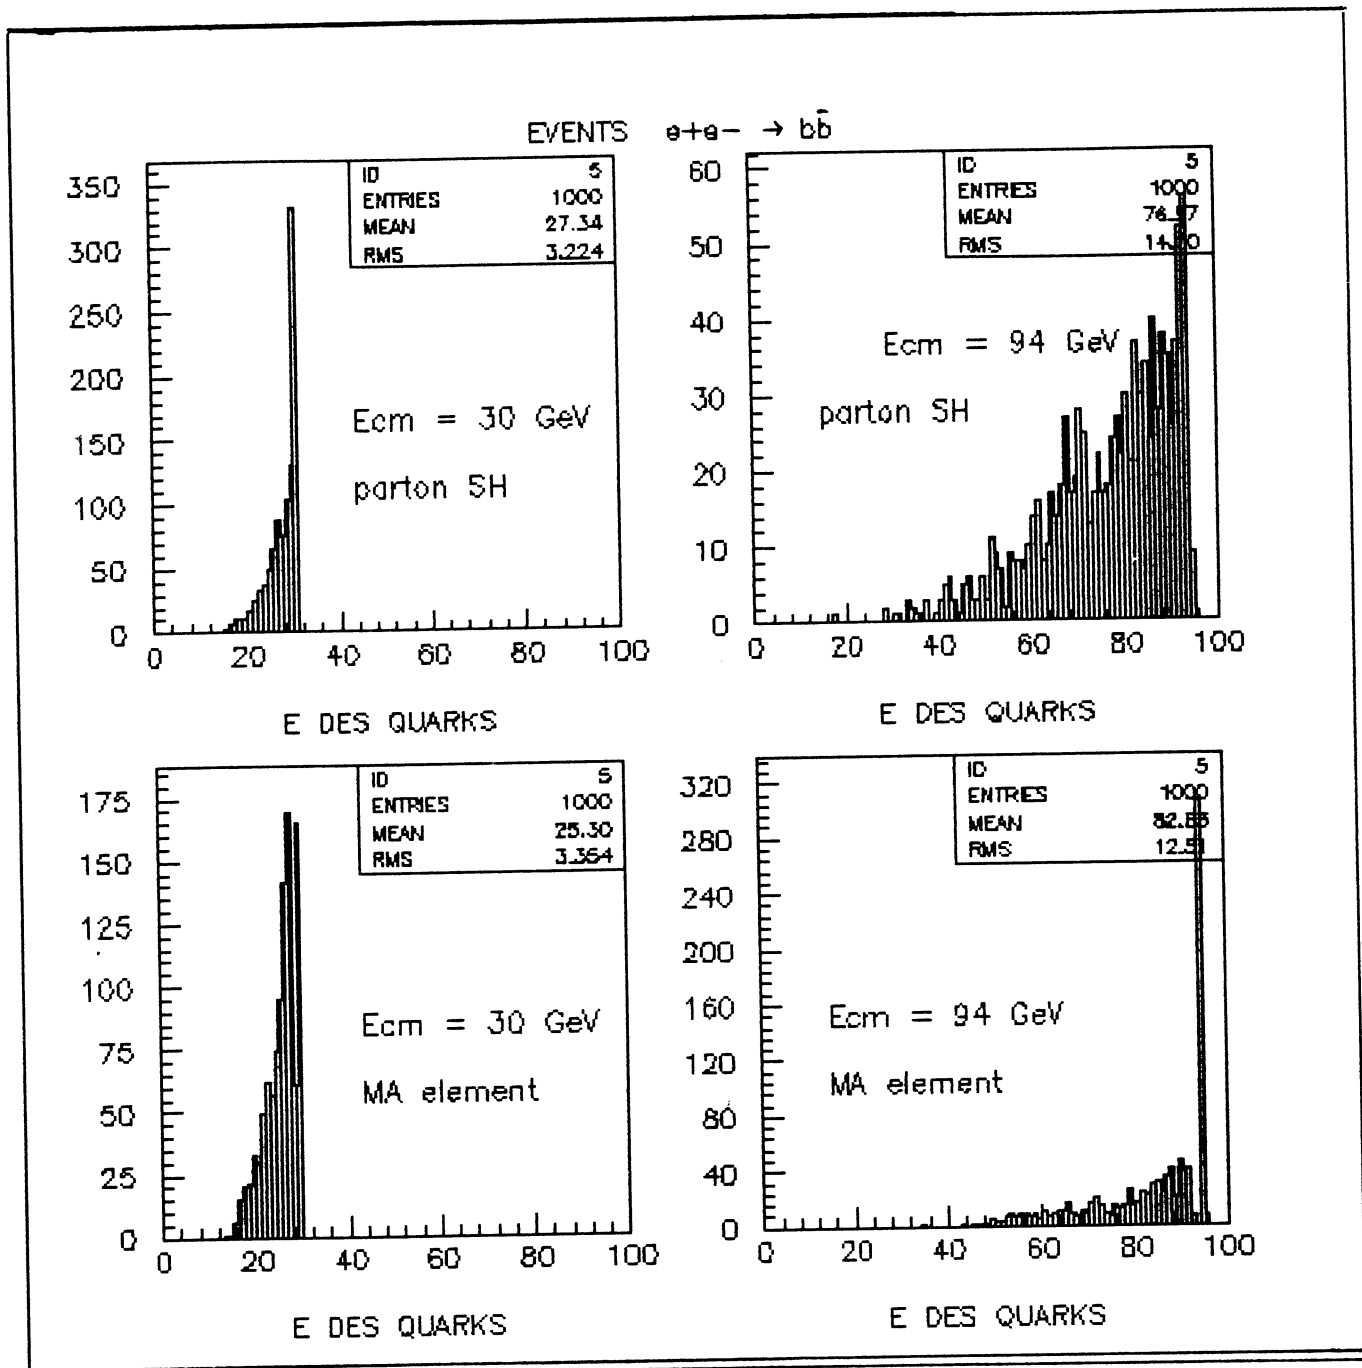 EVENTS e+e- → bb̄
350
300
250
200
150
100
50
0
0 20 40 60 80 100
ID 5
ENTRIES 1000
MEAN 27.34
RMS 3.224
Ecm = 30 GeV
parton SH
E DES QUARKS
60
50
40
30
20
10
0
0 20 40 60 80 100
ID 5
ENTRIES 1000
MEAN
RMS
Ecm = 94 GeV
parton SH
E DES QUARKS
175
150
125
100
75
50
25
0
0 20 40 60 80 100
ID 5
ENTRIES 1000
MEAN 25.30
RMS 3.354
Ecm = 30 GeV
MA element
E DES QUARKS
320
280
240
200
160
120
80
40
0
0 20 40 60 80 100
ID 5
ENTRIES 1000
MEAN
RMS 12.51
Ecm = 94 GeV
MA element
E DES QUARKS